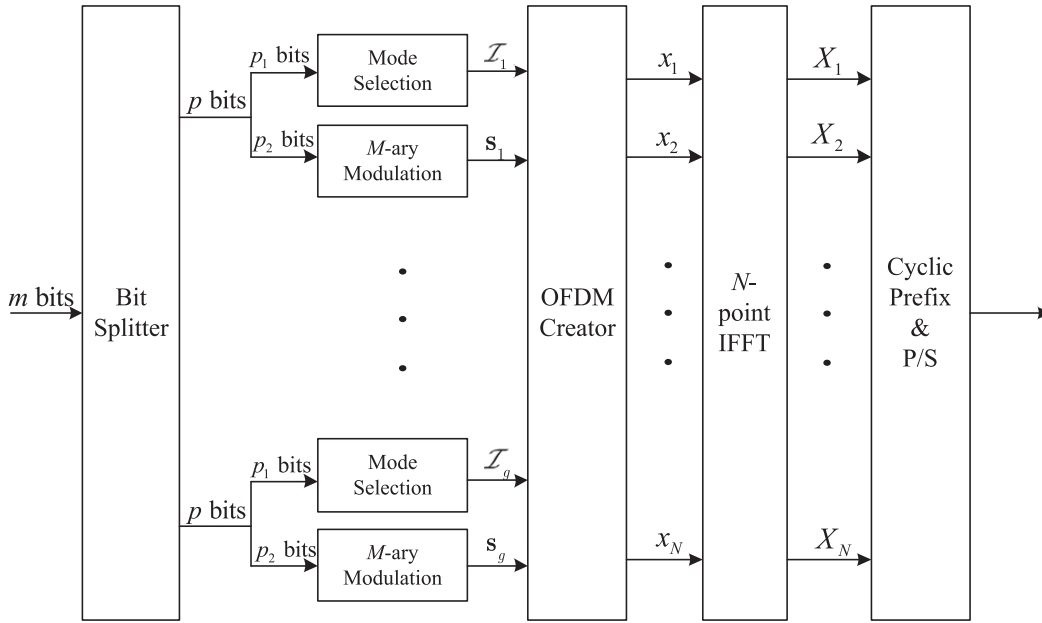 m bits
Bit
Splitter
p bits
p₁ bits
Mode
Selection
𝓘₁
p₂ bits
M-ary
Modulation
s₁
p bits
p₁ bits
Mode
Selection
𝓘g
p₂ bits
M-ary
Modulation
sg
OFDM
Creator
x₁
x₂
xN
N-
point
IFFT
X₁
X₂
XN
Cyclic
Prefix
&
P/S